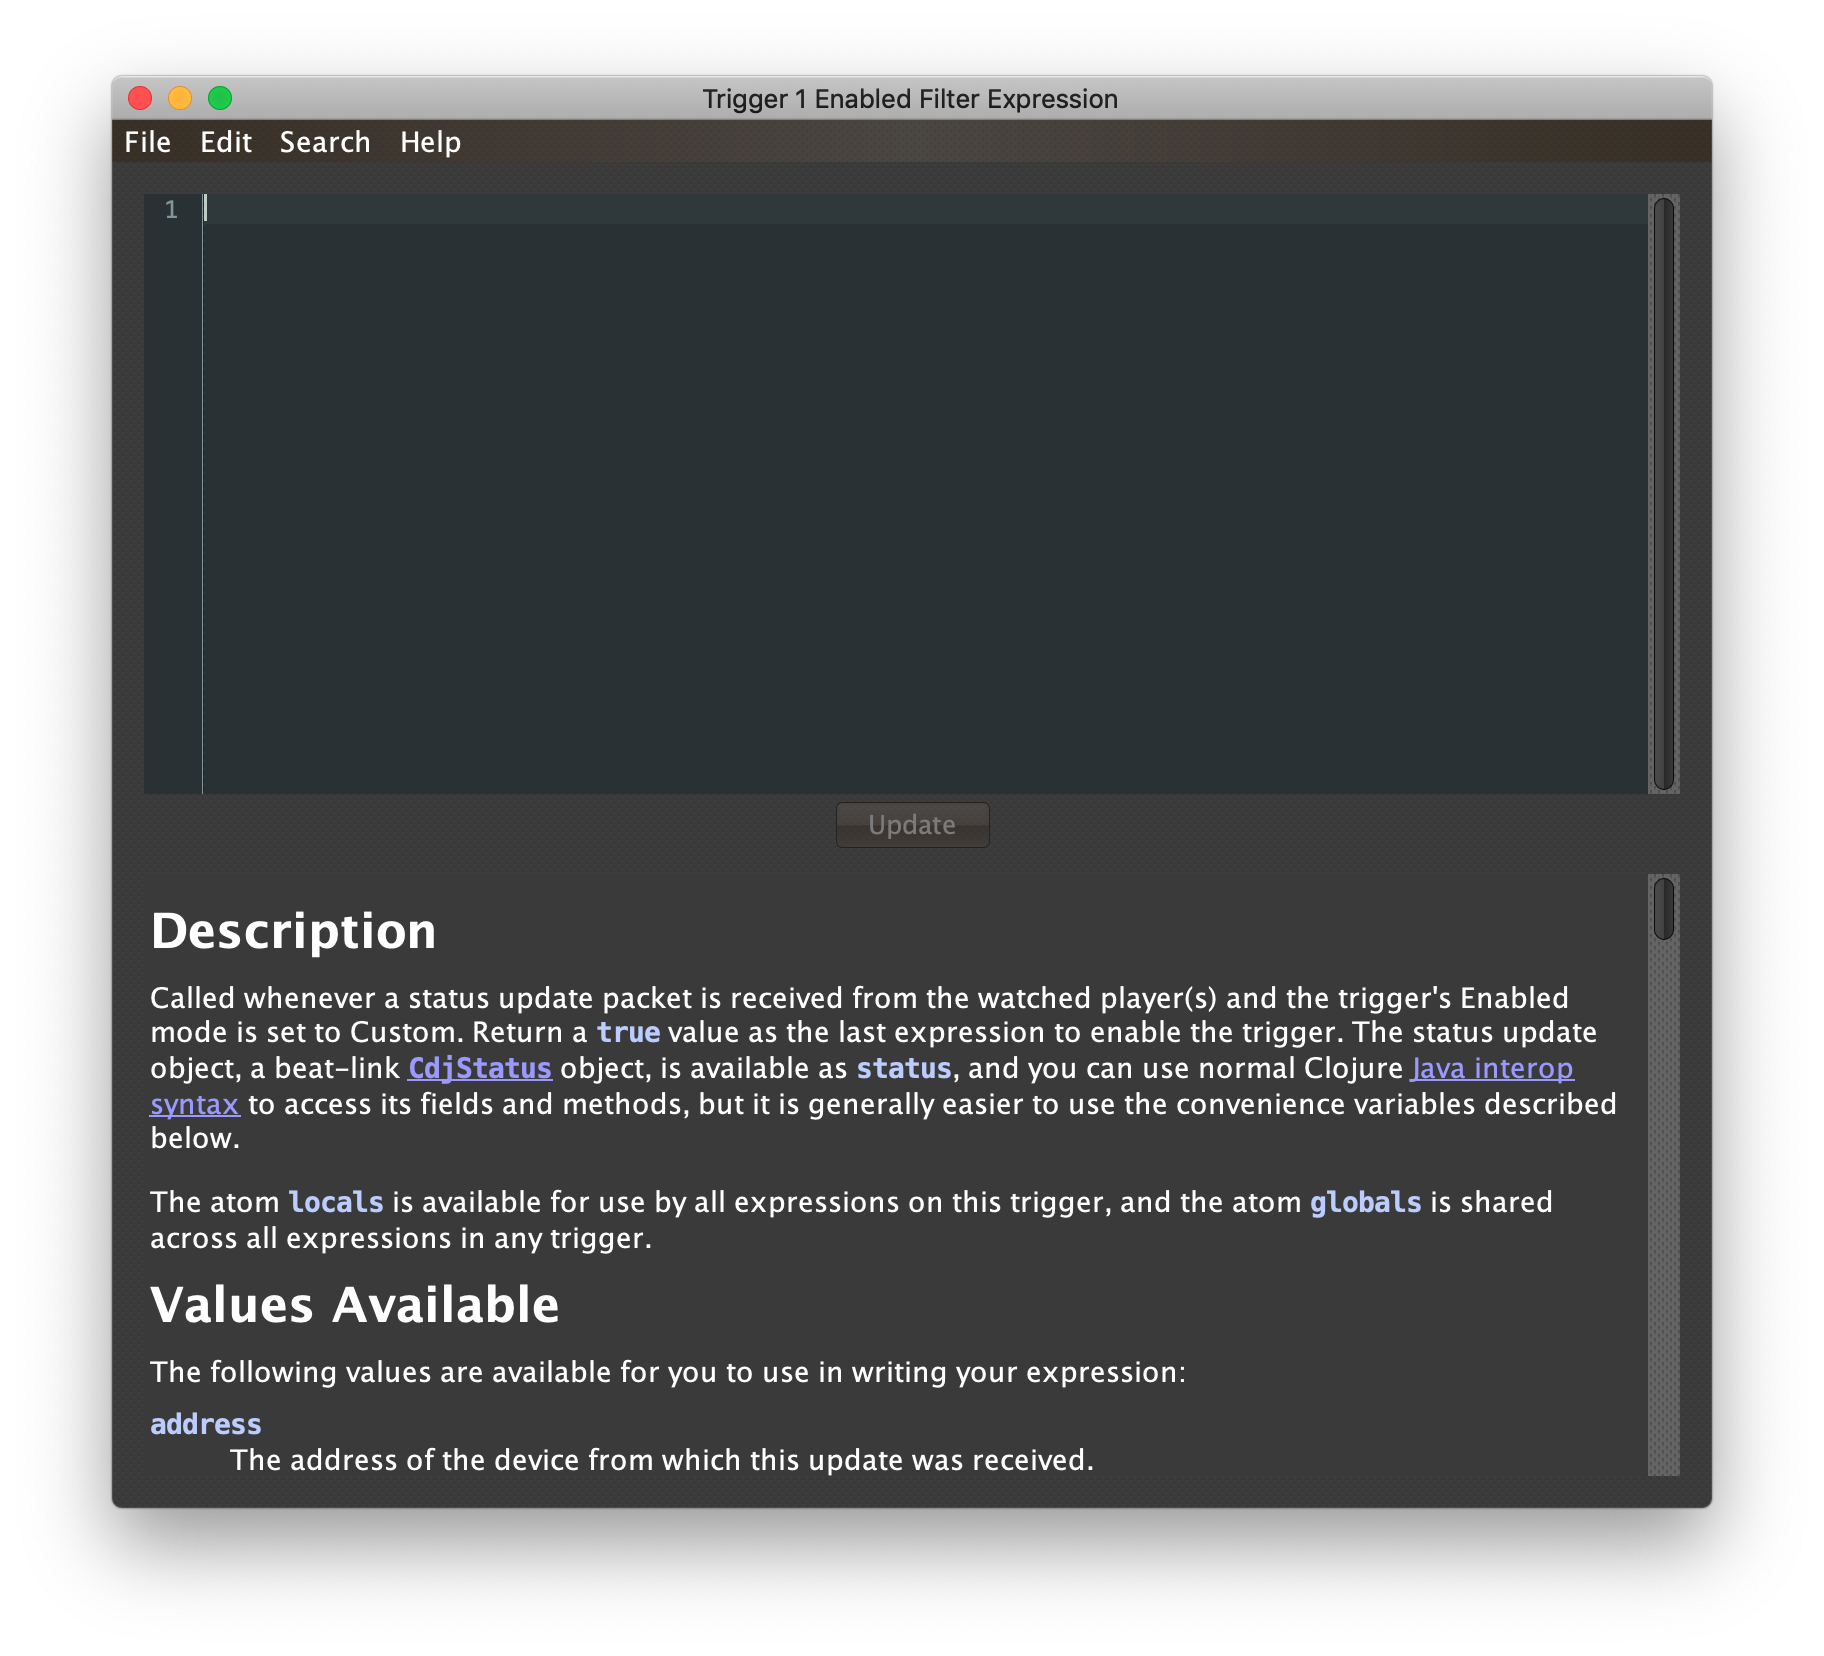 Trigger 1 Enabled Filter Expression
File Edit Search Help
1
Update
Description
Called whenever a status update packet is received from the watched player(s) and the trigger's Enabled
mode is set to Custom. Return a true value as the last expression to enable the trigger. The status update
object, a beat-link CdjStatus object, is available as status, and you can use normal Clojure Java interop
syntax to access its fields and methods, but it is generally easier to use the convenience variables described
below.
The atom locals is available for use by all expressions on this trigger, and the atom globals is shared
across all expressions in any trigger.
Values Available
The following values are available for you to use in writing your expression:
address
The address of the device from which this update was received.